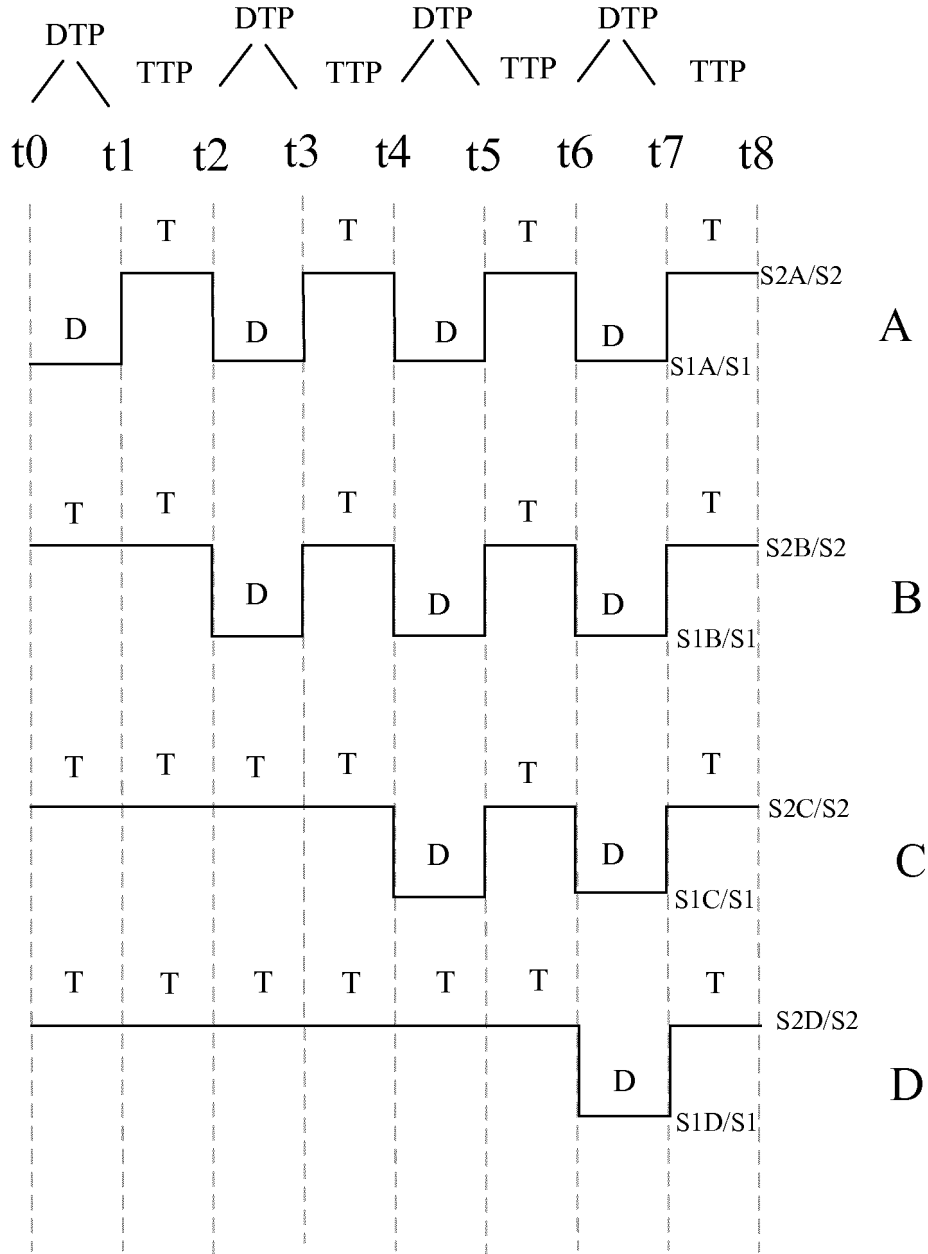 DTP DTP DTP DTP
TTP TTP TTP TTP
t0 t1 t2 t3 t4 t5 t6 t7 t8
T T T T
S2A/S2
D D D D
A
S1A/S1
T T T T T
S2B/S2
D D D
B
S1B/S1
T T T T T T
S2C/S2
D D
C
S1C/S1
T T T T T T T
S2D/S2
D
D
S1D/S1